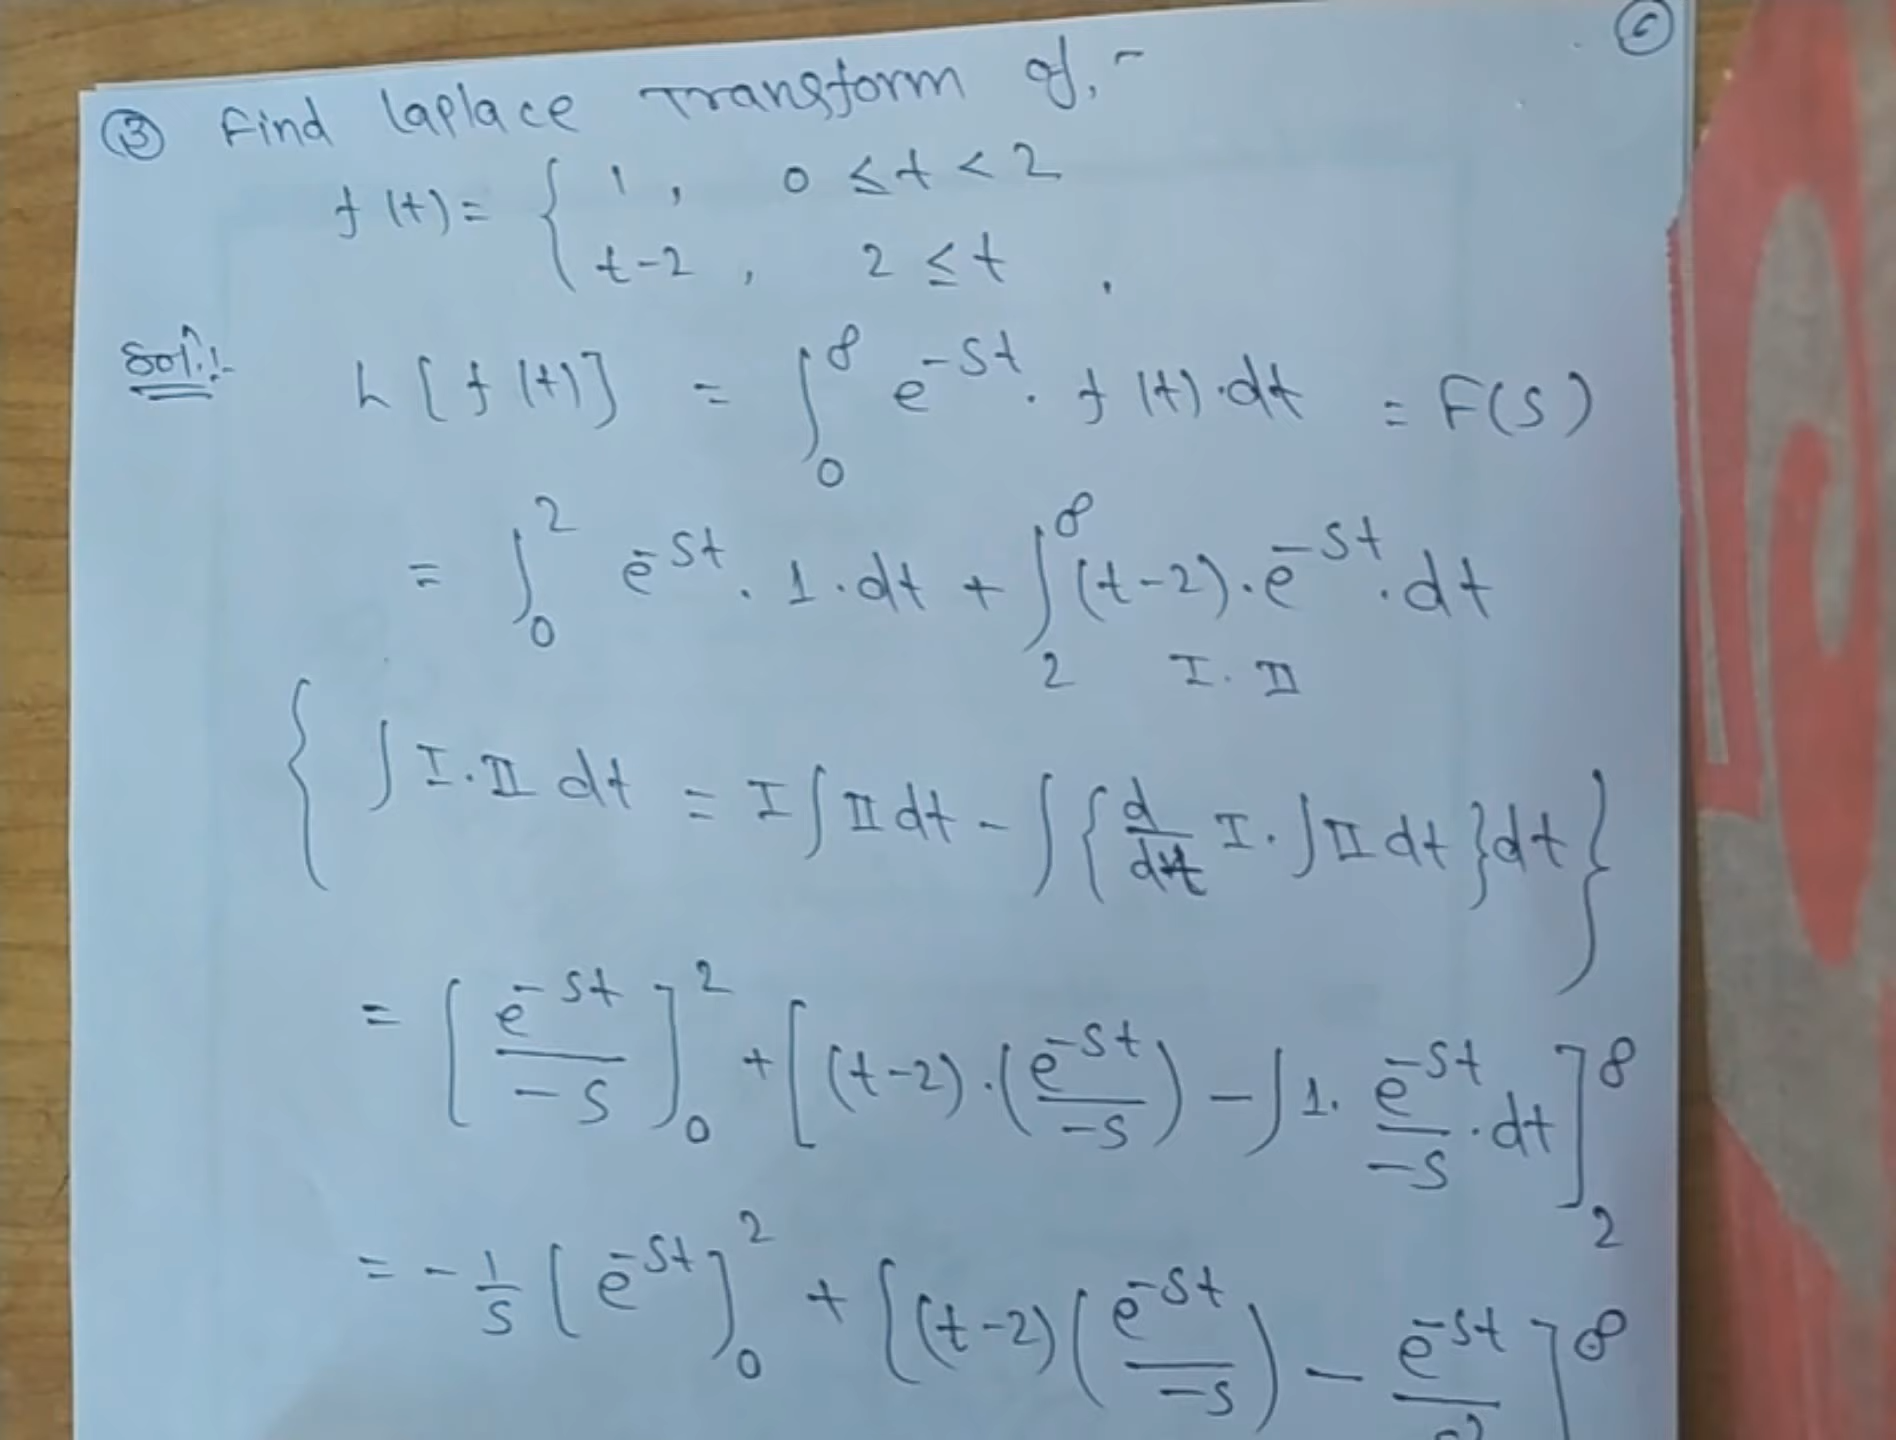 6
③ Find Laplace Transform of,-
f(t) = { 1, 0 ≤ t < 2
t-2, 2 ≤ t.
Solⁿ:- L[f(t)] = ∫₀^∞ e^{-st}. f(t).dt = F(S)
= ∫₀² e^{-st}. 1.dt + ∫₂^∞ (t-2).e^{-st}.dt
I. II
{ ∫ I.II dt = I∫II dt - ∫{ d/dt I. ∫II dt }dt }
= [ e^{-st}/-s ]₀² + [ (t-2).(e^{-st}/-s) - ∫1. e^{-st}/-s .dt ]₂^∞
= -1/s [ e^{-st} ]₀² + [ (t-2)(e^{-st}/-s) - e^{-st}/s² ]^∞